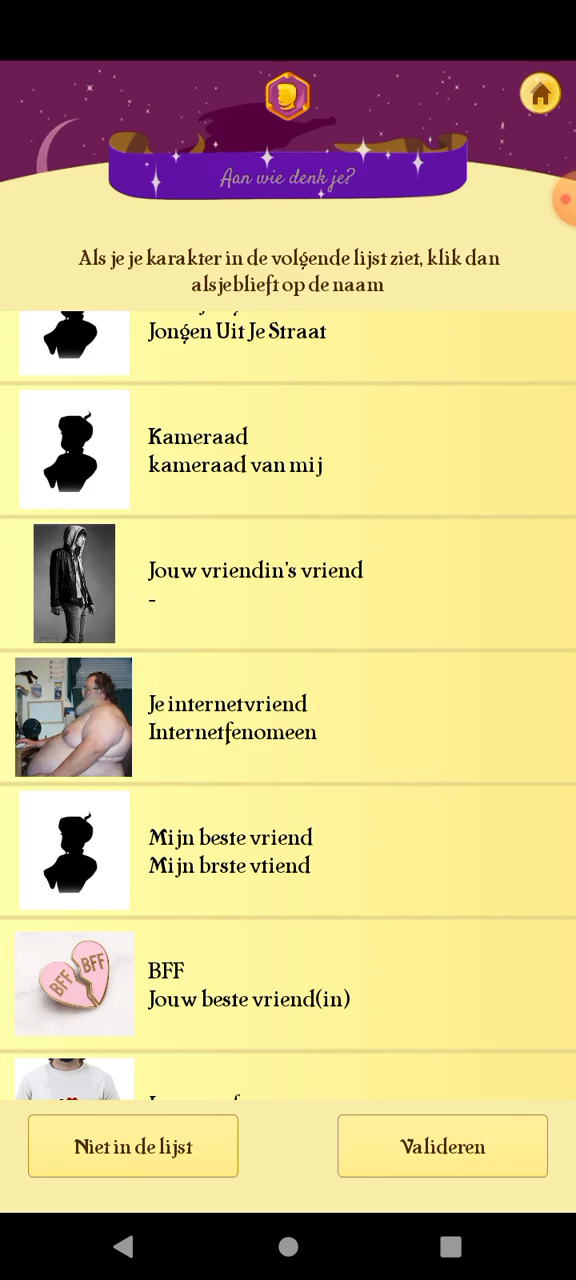 Aan wie denk je?
Als je je karakter in de volgende lijst ziet, klik dan
alsjeblieft op de naam
Jongen Uit Je Straat
Kameraad
kameraad van mij
Jouw vriendin's vriend
-
Je internetvriend
Internetfenomeen
Mijn beste vriend
Mijn brste vtiend
BFF
BFF
BFF
Jouw beste vriend(in)
Niet in de lijst
Valideren